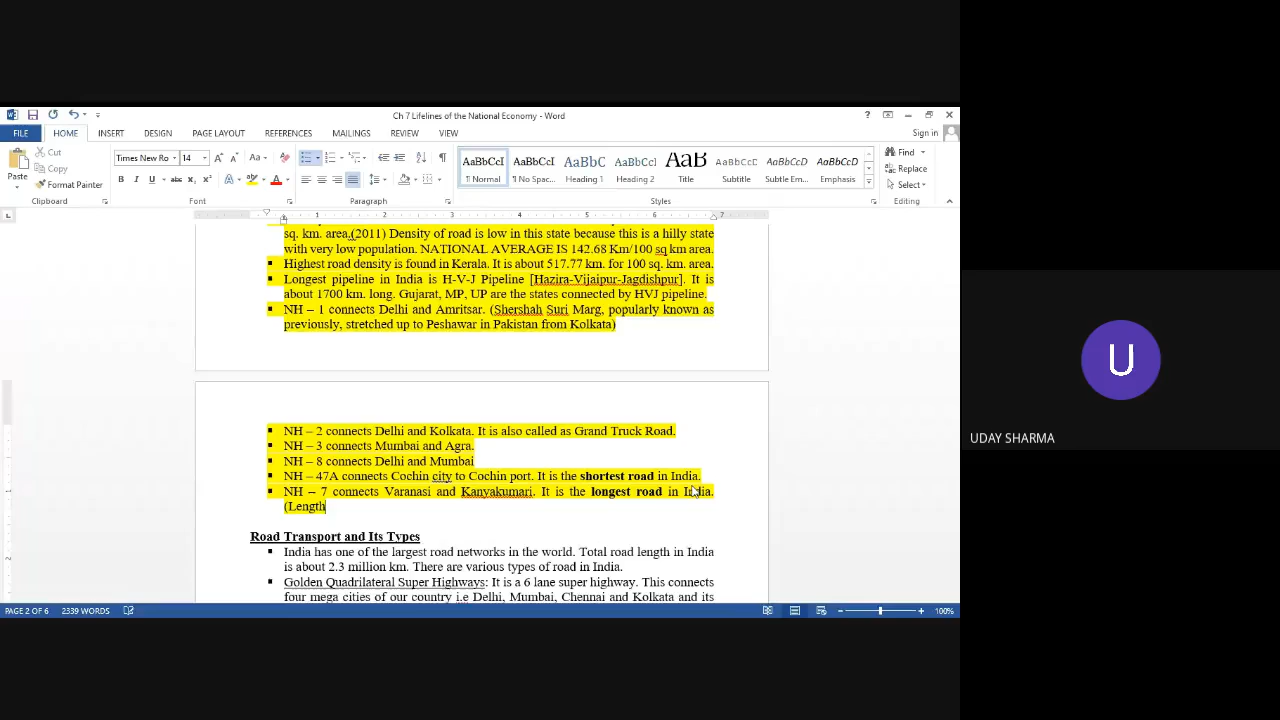 Ch 7 Lifelines of the National Economy - Word
Sign in
FILE HOME INSERT DESIGN PAGE LAYOUT REFERENCES MAILINGS REVIEW VIEW
Cut
Copy
Format Painter
Paste
Clipboard
Times New Ro 14
Font
Paragraph
AaBbCcI AaBbCcI AaBbC AaBbCcI AaB AaBbCcC AaBbCcI AaBbCcI
¶ Normal ¶ No Spac... Heading 1 Heading 2 Title Subtitle Subtle Em... Emphasis
Styles
Find
Replace
Select
Editing
1 2 3 4 5 6 7
sq. km. area.(2011) Density of road is low in this state because this is a hilly state
with very low population. NATIONAL AVERAGE IS 142.68 Km/100 sq km area.
▪ Highest road density is found in Kerala. It is about 517.77 km. for 100 sq. km. area.
▪ Longest pipeline in India is H-V-J Pipeline [Hazira-Vijaipur-Jagdishpur]. It is
about 1700 km. long. Gujarat, MP, UP are the states connected by HVJ pipeline.
▪ NH – 1 connects Delhi and Amritsar. (Shershah Suri Marg, popularly known as
previously, stretched up to Peshawar in Pakistan from Kolkata)
▪ NH – 2 connects Delhi and Kolkata. It is also called as Grand Truck Road.
▪ NH – 3 connects Mumbai and Agra.
▪ NH – 8 connects Delhi and Mumbai
▪ NH – 47A connects Cochin city to Cochin port. It is the shortest road in India.
▪ NH – 7 connects Varanasi and Kanyakumari. It is the longest road in India.
(Length
Road Transport and Its Types
▪ India has one of the largest road networks in the world. Total road length in India
is about 2.3 million km. There are various types of road in India.
▪ Golden Quadrilateral Super Highways: It is a 6 lane super highway. This connects
four mega cities of our country i.e Delhi, Mumbai, Chennai and Kolkata and its
PAGE 2 OF 6 2339 WORDS
100%
U
UDAY SHARMA